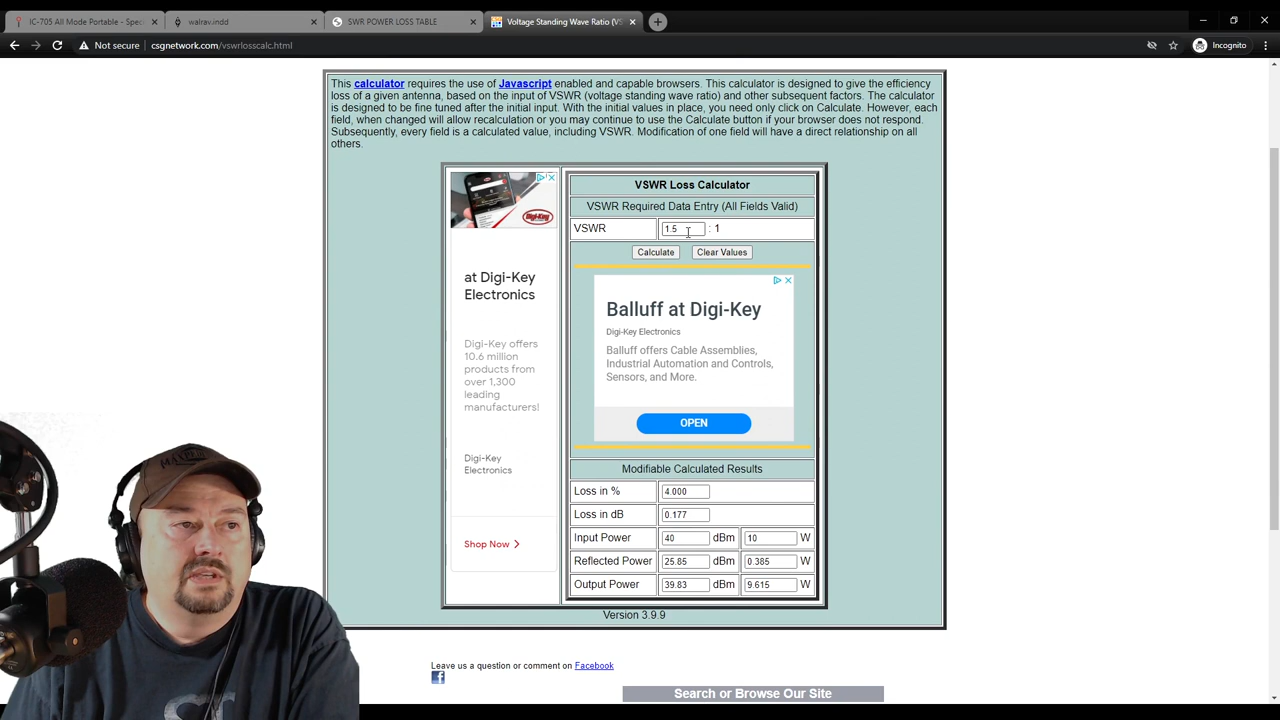 IC-705 All Mode Portable - Spec
walrav.indd
SWR POWER LOSS TABLE
Voltage Standing Wave Ratio (VS
Not secure
csgnetwork.com/vswrlosscalc.html
Incognito
This calculator requires the use of Javascript enabled and capable browsers. This calculator is designed to give the efficiency
loss of a given antenna, based on the input of VSWR (voltage standing wave ratio) and other subsequent factors. The calculator
is designed to be fine tuned after the initial input. With the initial values in place, you need only click on Calculate. However, each
field, when changed will allow recalculation or you may continue to use the Calculate button if your browser does not respond.
Subsequently, every field is a calculated value, including VSWR. Modification of one field will have a direct relationship on all
others.
at Digi-Key
Electronics
Digi-Key offers
10.6 million
products from
over 1,300
leading
manufacturers!
Digi-Key
Electronics
Shop Now
VSWR Loss Calculator
VSWR Required Data Entry (All Fields Valid)
VSWR 1.5 : 1
Calculate Clear Values
Balluff at Digi-Key
Digi-Key Electronics
Balluff offers Cable Assemblies,
Industrial Automation and Controls,
Sensors, and More.
OPEN
Modifiable Calculated Results
Loss in % 4.000
Loss in dB 0.177
Input Power 40 dBm 10 W
Reflected Power 25.85 dBm 0.385 W
Output Power 39.83 dBm 9.615 W
Version 3.9.9
Leave us a question or comment on Facebook
Search or Browse Our Site